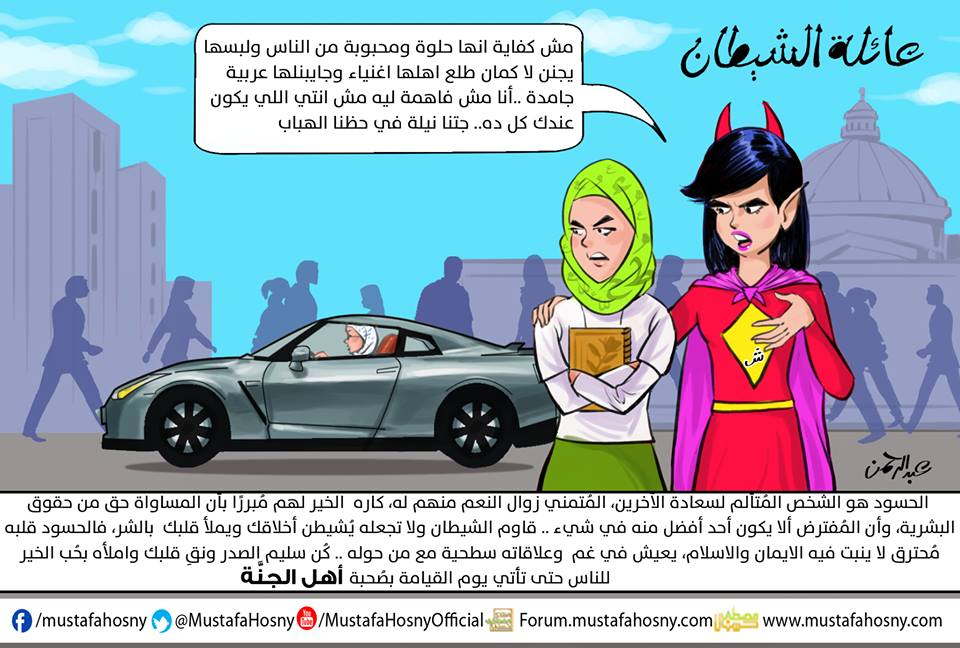 عائلة الشيطان
مش كفاية انها حلوة ومحبوبة من الناس ولبسها
يجنن لا كمان طلع اهلها اغنياء وجايبنلها عربية
جامدة ..أنا مش فاهمة ليه مش انتي اللي يكون
عندك كل ده.. جتنا نيلة في حظنا الهباب
ش
عبدالرحمن
الحسود هو الشخص المُتألم لسعادة الآخرين، المُتمني زوال النعم منهم له، كاره الخير لهم مُبررًا بأن المساواة حق من حقوق
البشرية، وأن المُفترض ألا يكون أحد أفضل منه في شيء .. قاوم الشيطان ولا تجعله يُشيطن أخلاقك ويملأ قلبك بالشر، فالحسود قلبه
مُحترق لا ينبت فيه الايمان والاسلام، يعيش في غم وعلاقاته سطحية مع من حوله .. كُن سليم الصدر ونقِ قلبك واملأه بحُب الخير
للناس حتى تأتي يوم القيامة بصُحبة أهل الجنَّة
/mustafahosny @MustafaHosny You Tube /MustafaHosnyOfficial Forum.mustafahosny.com مصطفى حسني www.mustafahosny.com